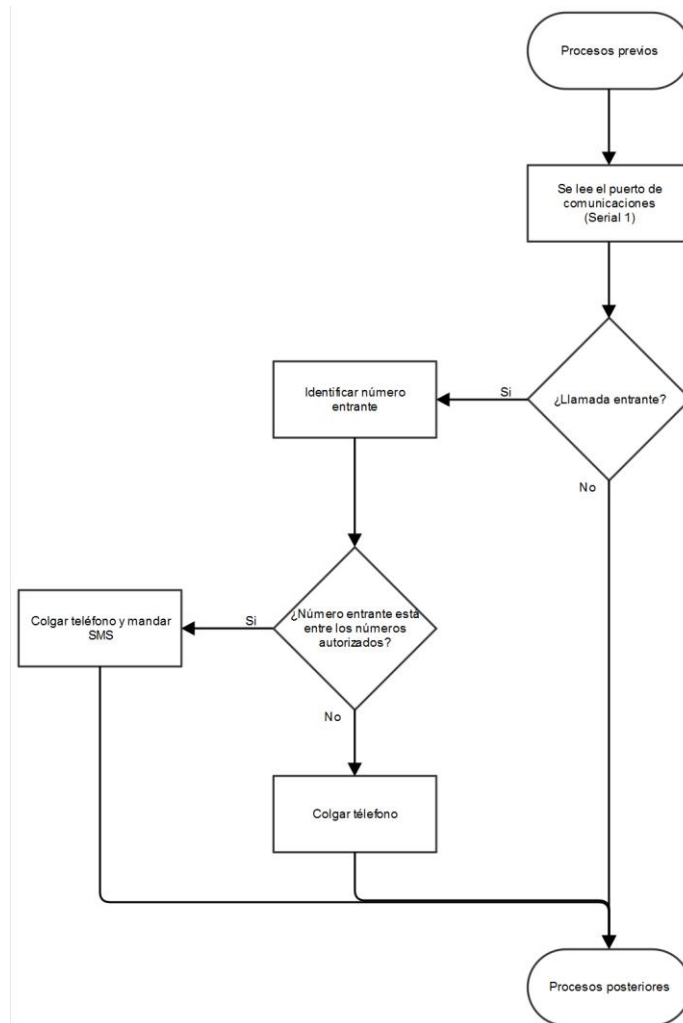 Procesos previos
Se lee el puerto de
comunicaciones
(Serial 1)
¿Llamada entrante?
Si
Identificar número
entrante
No
¿Número entrante está
entre los números
autorizados?
Si
Colgar teléfono y mandar
SMS
No
Colgar télefono
Procesos posteriores